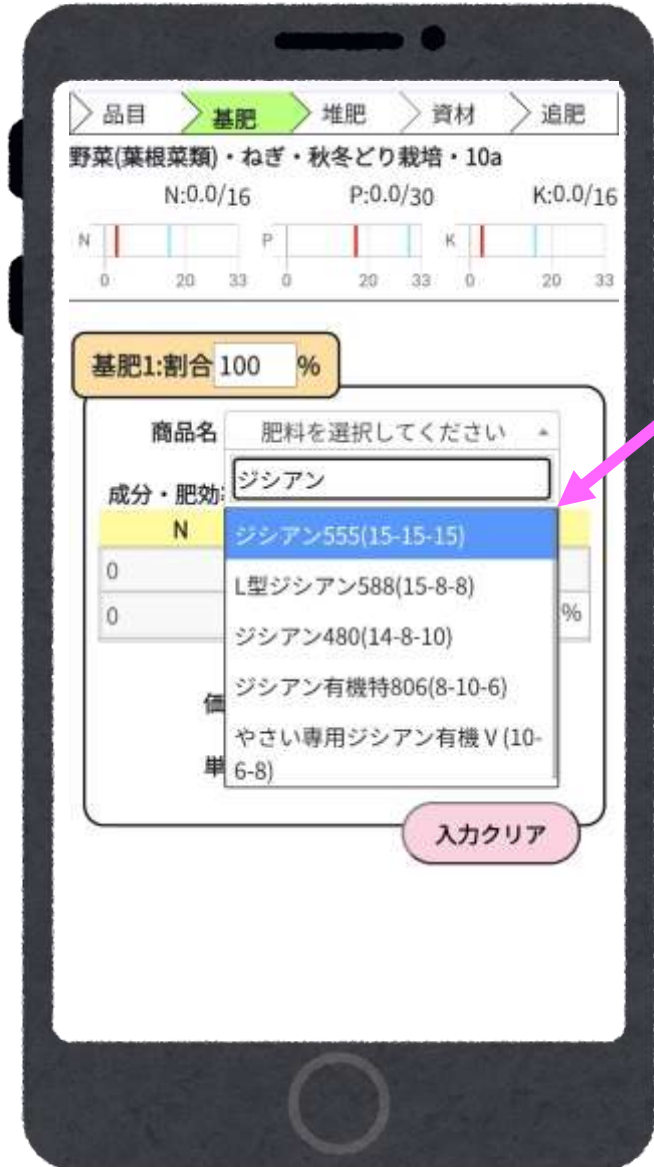 品目 基肥 堆肥 資材 追肥
野菜(葉根菜類)・ねぎ・秋冬どり栽培・10a
N:0.0/16 P:0.0/30 K:0.0/16
N P K
0 20 33 0 20 33 0 20 33
基肥1:割合 100 %
商品名 肥料を選択してください
ジシアン
成分・肥効
N
ジシアン555(15-15-15)
0
L型ジシアン588(15-8-8)
0 %
ジシアン480(14-8-10)
ジシアン有機特806(8-10-6)
価
やさい専用ジシアン有機V(10-
6-8)
単
入力クリア